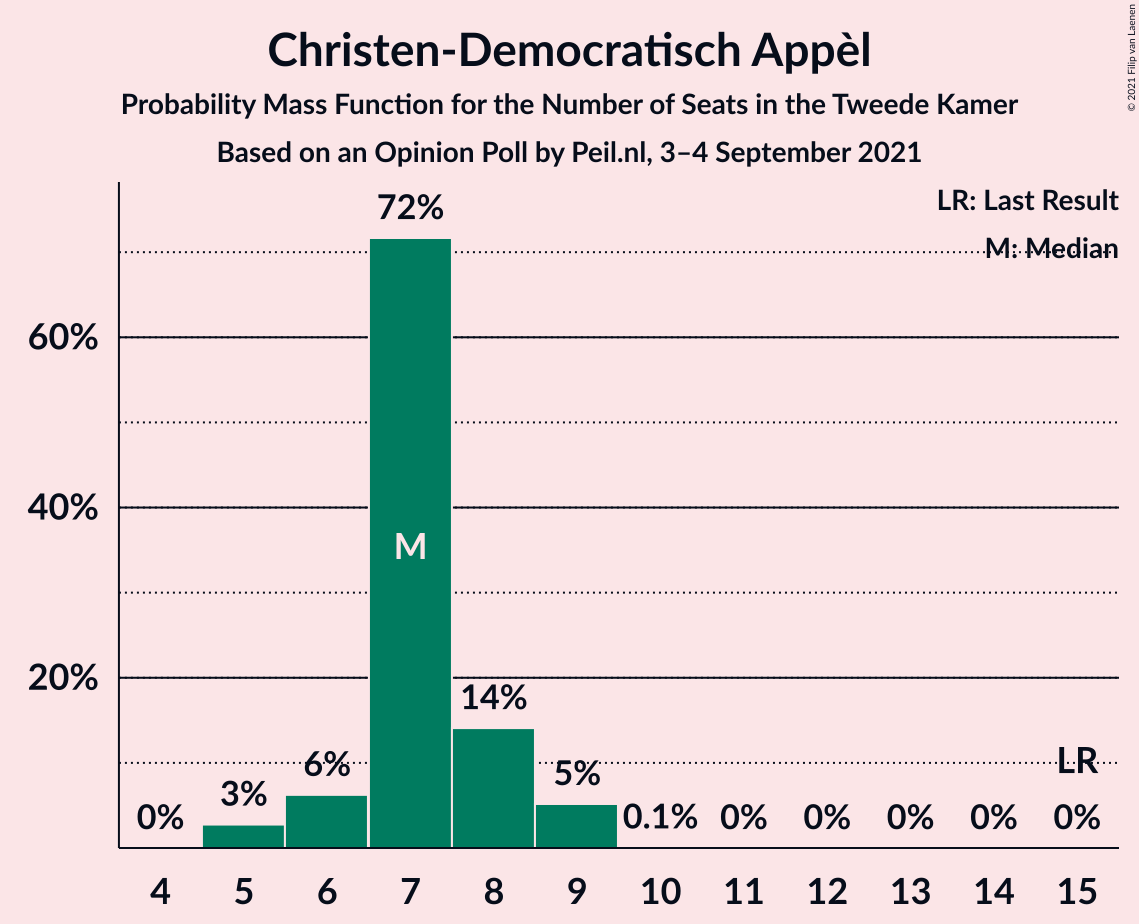 Christen-Democratisch Appèl
Probability Mass Function for the Number of Seats in the Tweede Kamer
Based on an Opinion Poll by Peil.nl, 3–4 September 2021
© 2021 Filip van Laenen
LR: Last Result
M: Median
72%
60%
40%
M
20%
14%
LR
6%
5%
3%
0%
0.1%
0%
0%
0%
0%
0%
4 5 6 7 8 9 10 11 12 13 14 15